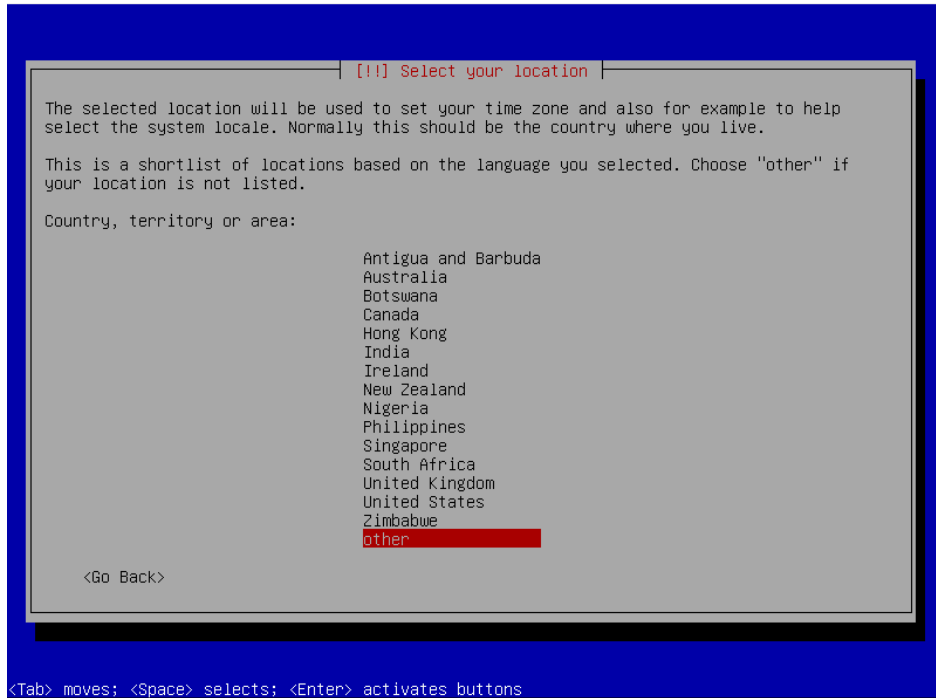 [!!] Select your location
The selected location will be used to set your time zone and also for example to help
select the system locale. Normally this should be the country where you live.
This is a shortlist of locations based on the language you selected. Choose "other" if
your location is not listed.
Country, territory or area:
Antigua and Barbuda
Australia
Botswana
Canada
Hong Kong
India
Ireland
New Zealand
Nigeria
Philippines
Singapore
South Africa
United Kingdom
United States
Zimbabwe
other
<Go Back>
<Tab> moves; <Space> selects; <Enter> activates buttons